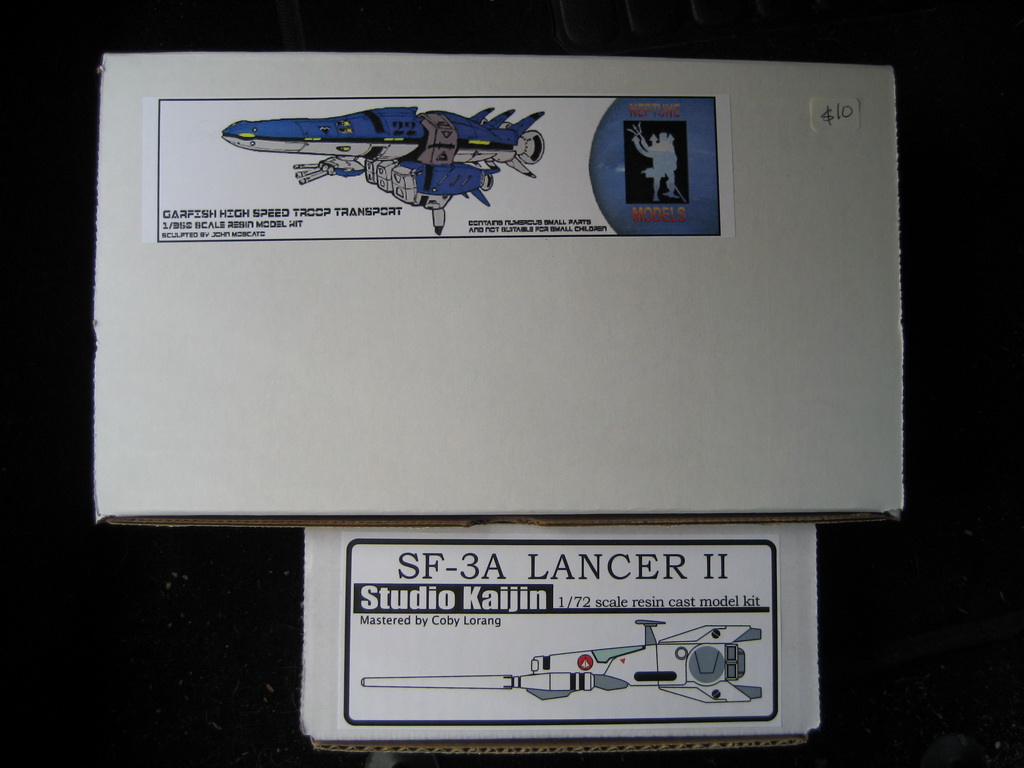 $10
NEPTUNE
MODELS
GARFISH HIGH SPEED TROOP TRANSPORT
1/350 SCALE RESIN MODEL KIT
SCULPTED BY JOHN MOSCATO
CONTAINS NUMEROUS SMALL PARTS
AND NOT SUITABLE FOR SMALL CHILDREN
SF-3A LANCER II
Studio Kaijin 1/72 scale resin cast model kit
Mastered by Coby Lorang